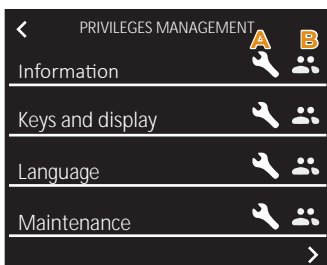 PRIVILEGES MANAGEMENT
A B
Information
Keys and display
Language
Maintenance